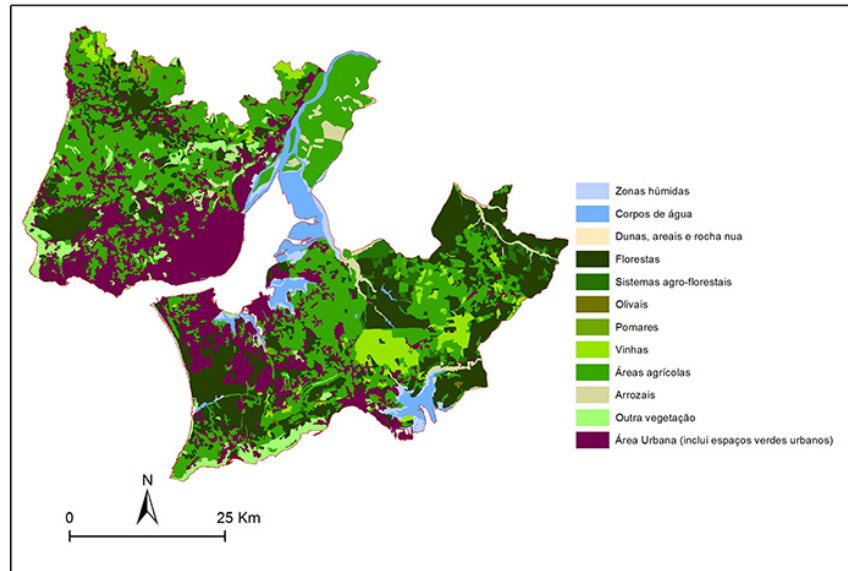 Zonas húmidas
Corpos de água
Dunas, areais e rocha nua
Florestas
Sistemas agro-florestais
Olivais
Pomares
Vinhas
Áreas agrícolas
Arrozais
Outra vegetação
Área Urbana (inclui espaços verdes urbanos)
N
0 25 Km